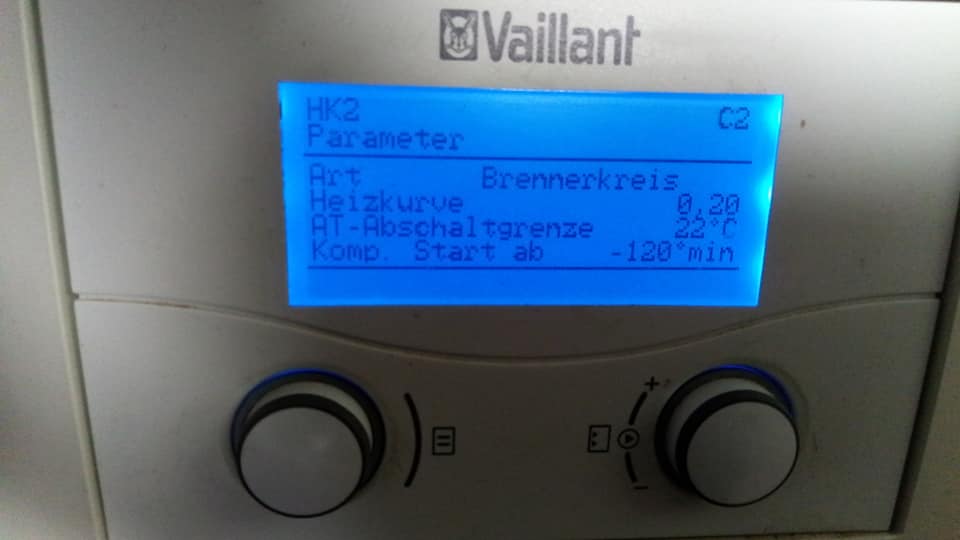 Vaillant
HK2 C2
Parameter
Art Brennerkreis
Heizkurve 0,20
AT-Abschaltgrenze 22°C
Komp. Start ab -120°min
+
−